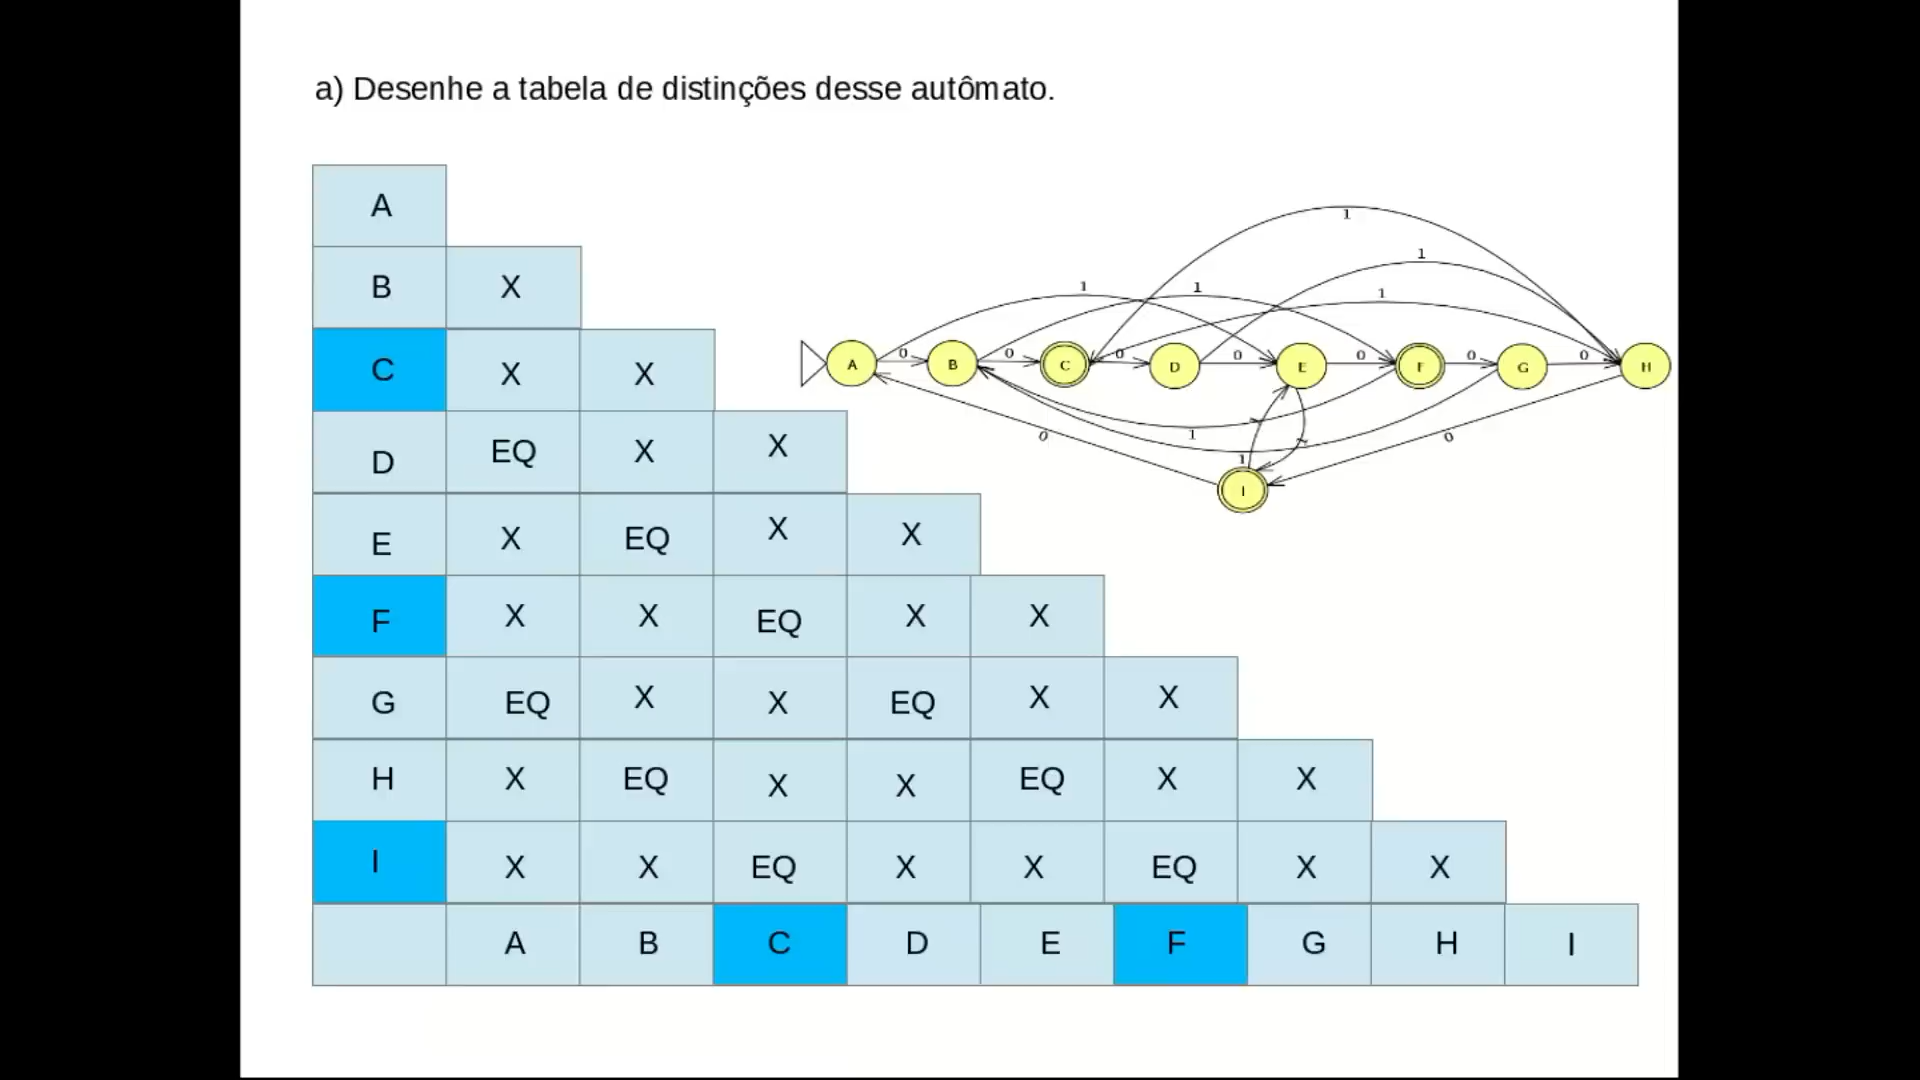 a) Desenhe a tabela de distinções desse autômato.
A
B X
C X X
D EQ X X
E X EQ X X
F X X EQ X X
G EQ X X EQ X X
H X EQ X X EQ X X
I X X EQ X X EQ X X
A B C D E F G H I
1
1
1 1 1
A 0 B 0 C 0 D 0 E 0 F 0 G 0 H
0 1 1 0
1
I